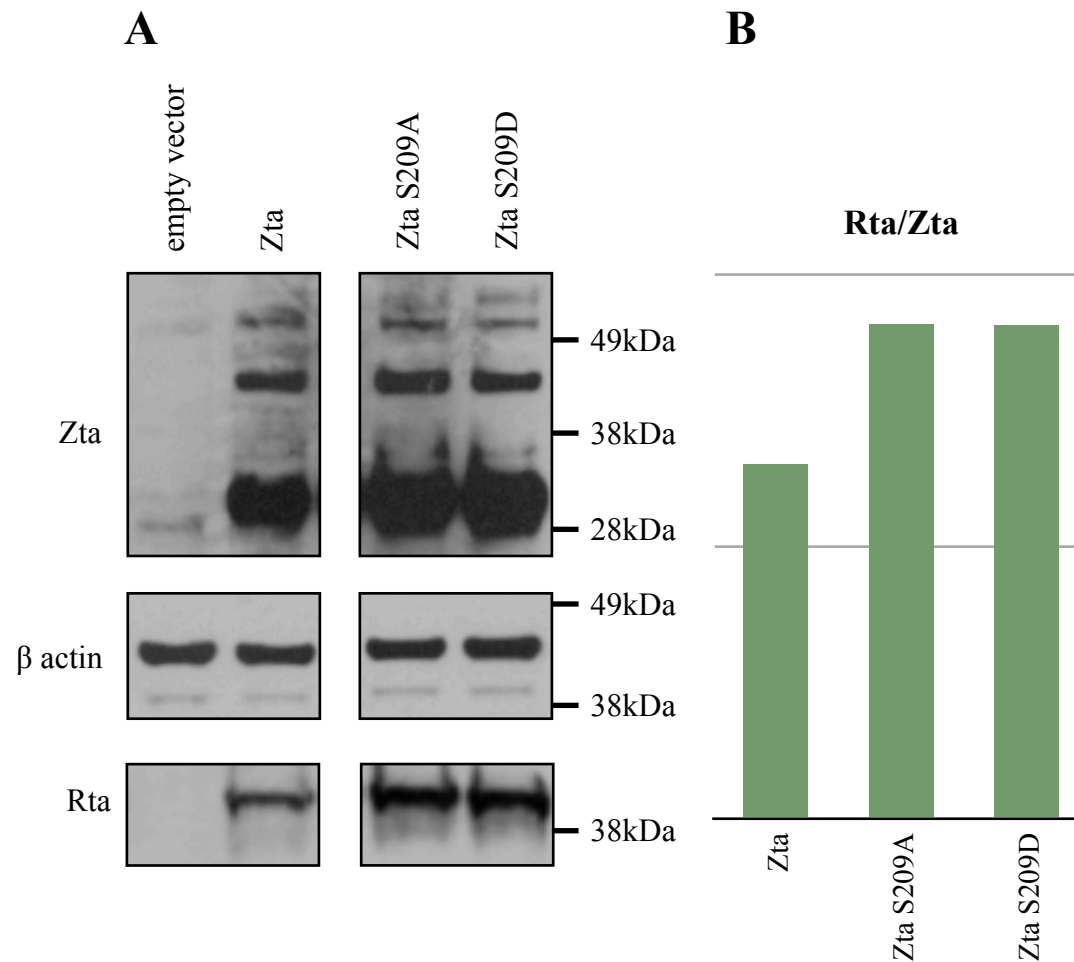 A
B
empty vector
Zta
Zta S209A
Zta S209D
Rta/Zta
Zta
49kDa
38kDa
28kDa
β actin
49kDa
38kDa
Rta
38kDa
Zta
Zta S209A
Zta S209D